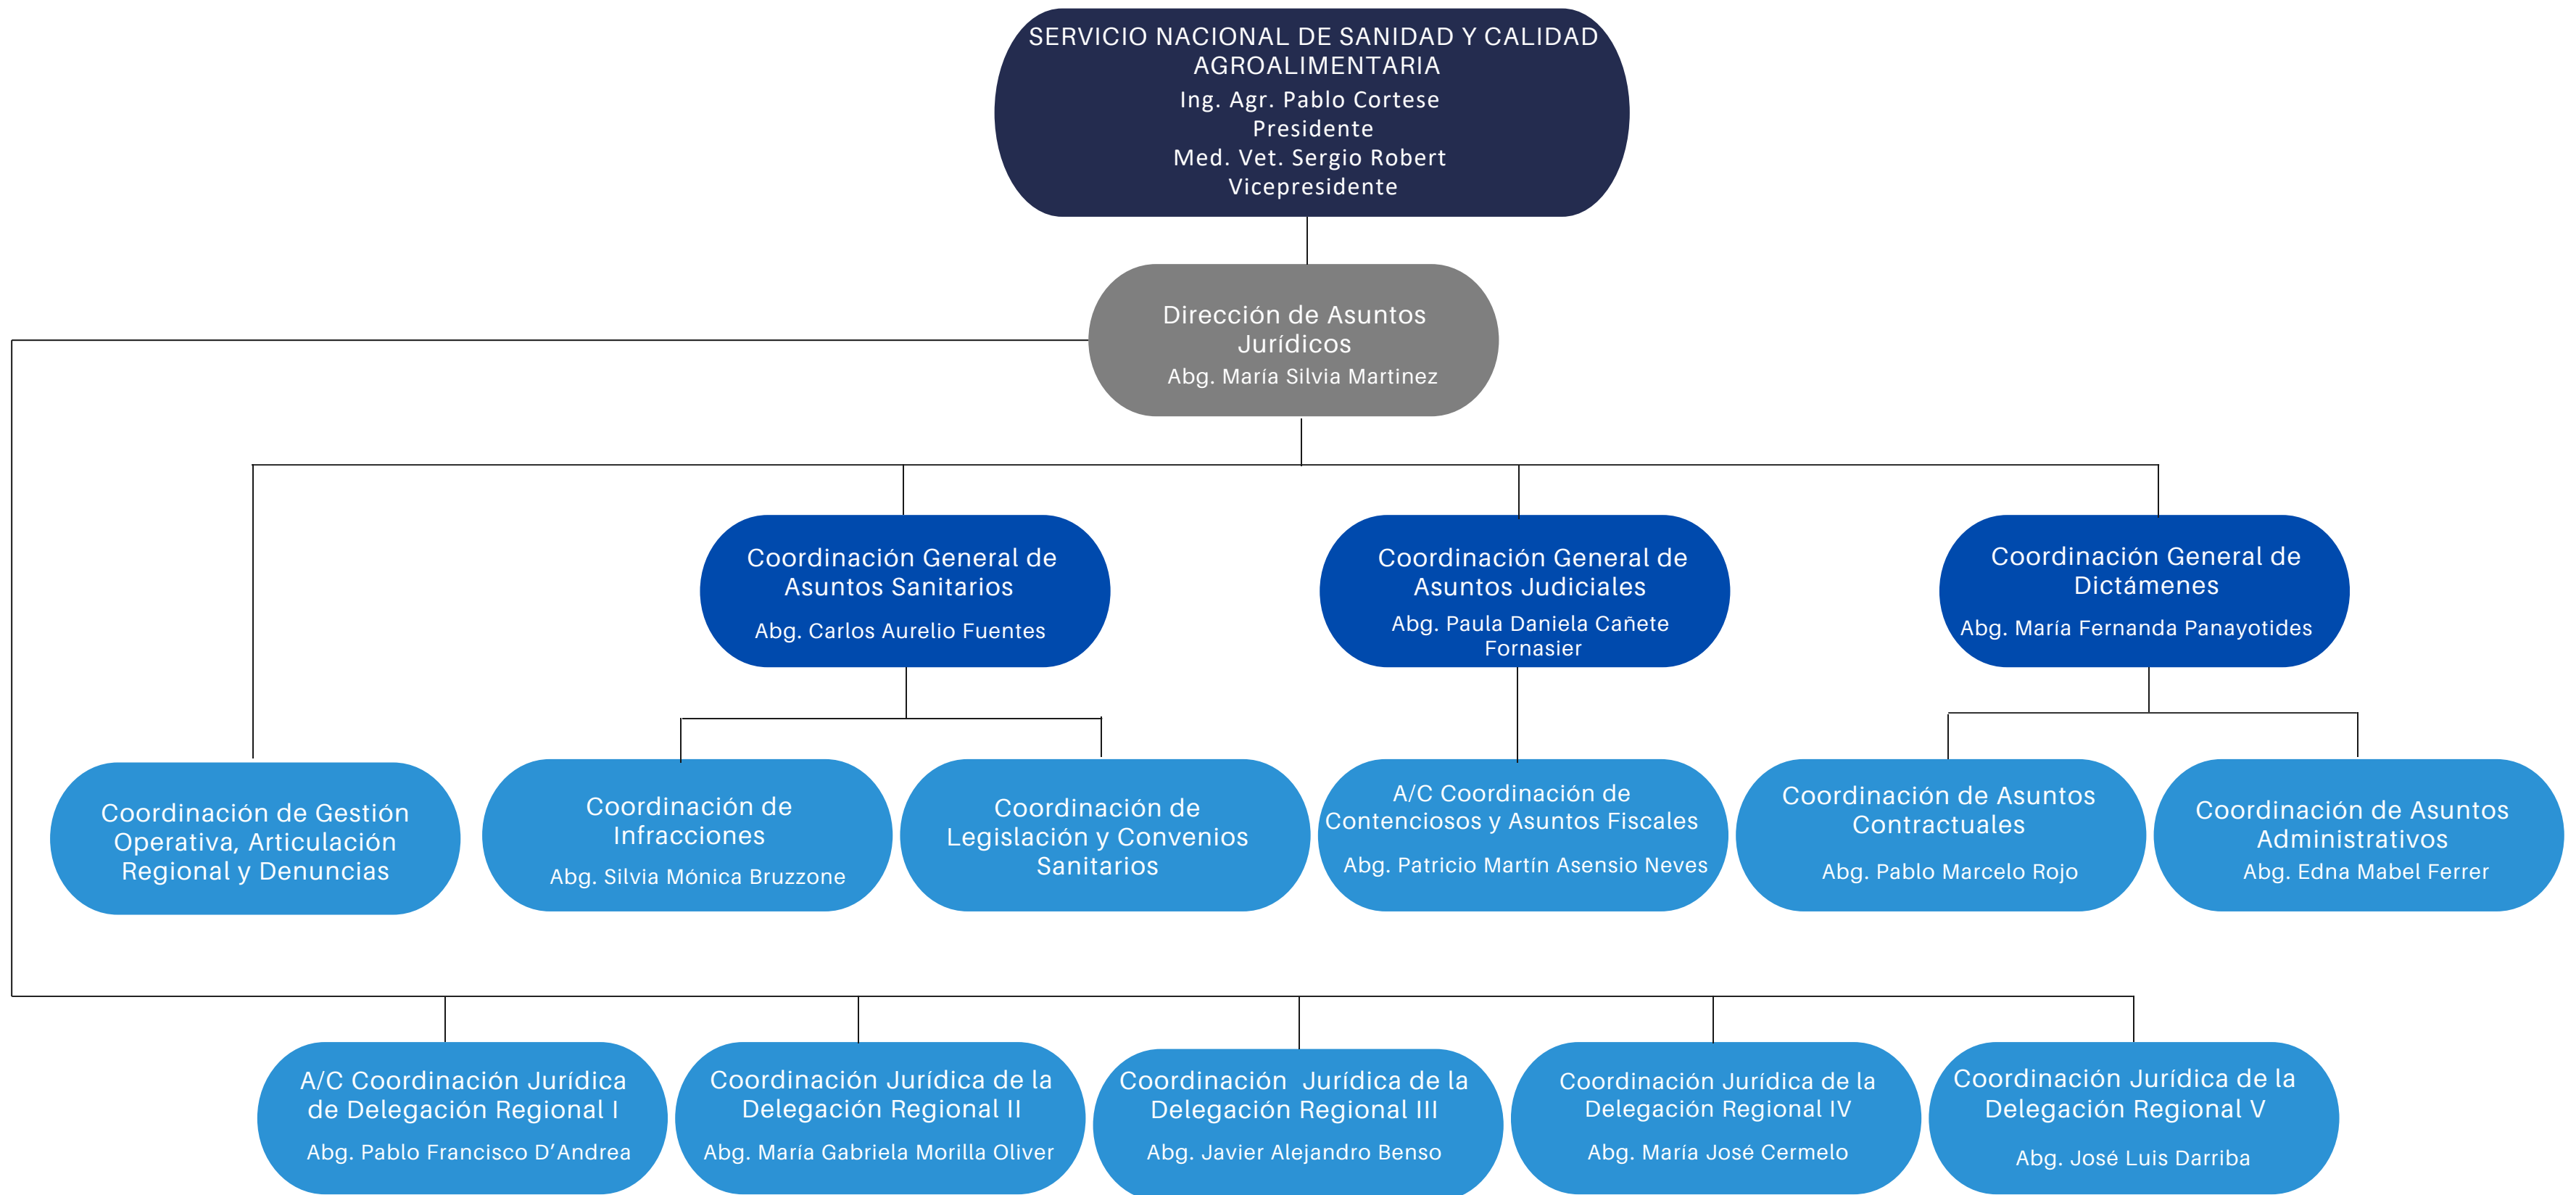 SERVICIO NACIONAL DE SANIDAD Y CALIDAD
AGROALIMENTARIA
Ing. Agr. Pablo Cortese
Presidente
Med. Vet. Sergio Robert
Vicepresidente
Dirección de Asuntos
Jurídicos
Abg. María Silvia Martinez
Coordinación General de
Asuntos Sanitarios
Abg. Carlos Aurelio Fuentes
Coordinación General de
Asuntos Judiciales
Abg. Paula Daniela Cañete
Fornasier
Coordinación General de
Dictámenes
Abg. María Fernanda Panayotides
Coordinación de Gestión
Operativa, Articulación
Regional y Denuncias
Coordinación de
Infracciones
Abg. Silvia Mónica Bruzzone
Coordinación de
Legislación y Convenios
Sanitarios
A/C Coordinación de
Contenciosos y Asuntos Fiscales
Abg. Patricio Martín Asensio Neves
Coordinación de Asuntos
Contractuales
Abg. Pablo Marcelo Rojo
Coordinación de Asuntos
Administrativos
Abg. Edna Mabel Ferrer
A/C Coordinación Jurídica
de Delegación Regional I
Abg. Pablo Francisco D’Andrea
Coordinación Jurídica de la
Delegación Regional II
Abg. María Gabriela Morilla Oliver
Coordinación  Jurídica de la
Delegación Regional III
Abg. Javier Alejandro Benso
Coordinación Jurídica de la
Delegación Regional IV
Abg. María José Cermelo
Coordinación Jurídica de la
Delegación Regional V
Abg. José Luis Darriba